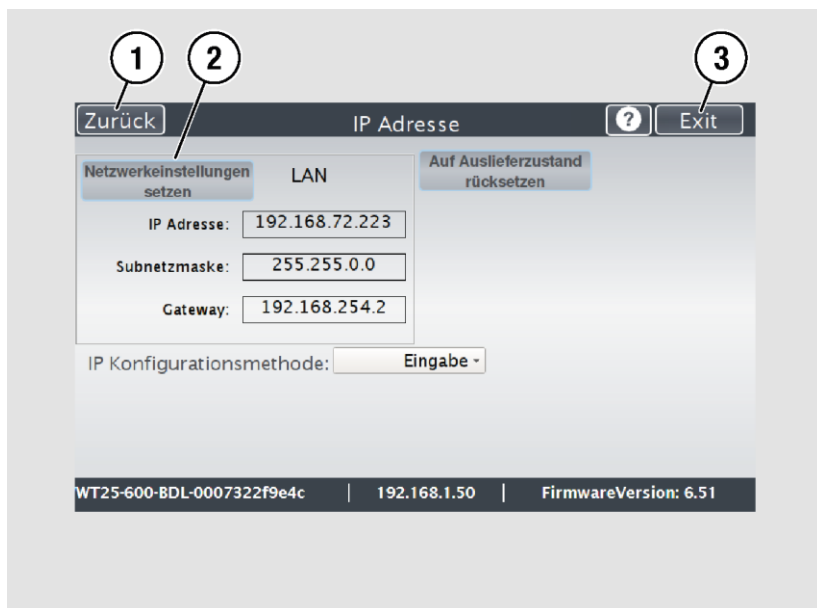 1
2
3
Zurück
IP Adresse
?
Exit
Netzwerkeinstellungen
setzen
LAN
Auf Auslieferzustand
rücksetzen
IP Adresse:
192.168.72.223
Subnetzmaske:
255.255.0.0
Gateway:
192.168.254.2
IP Konfigurationsmethode:
Eingabe
WT25-600-BDL-0007322f9e4c | 192.168.1.50 | FirmwareVersion: 6.51